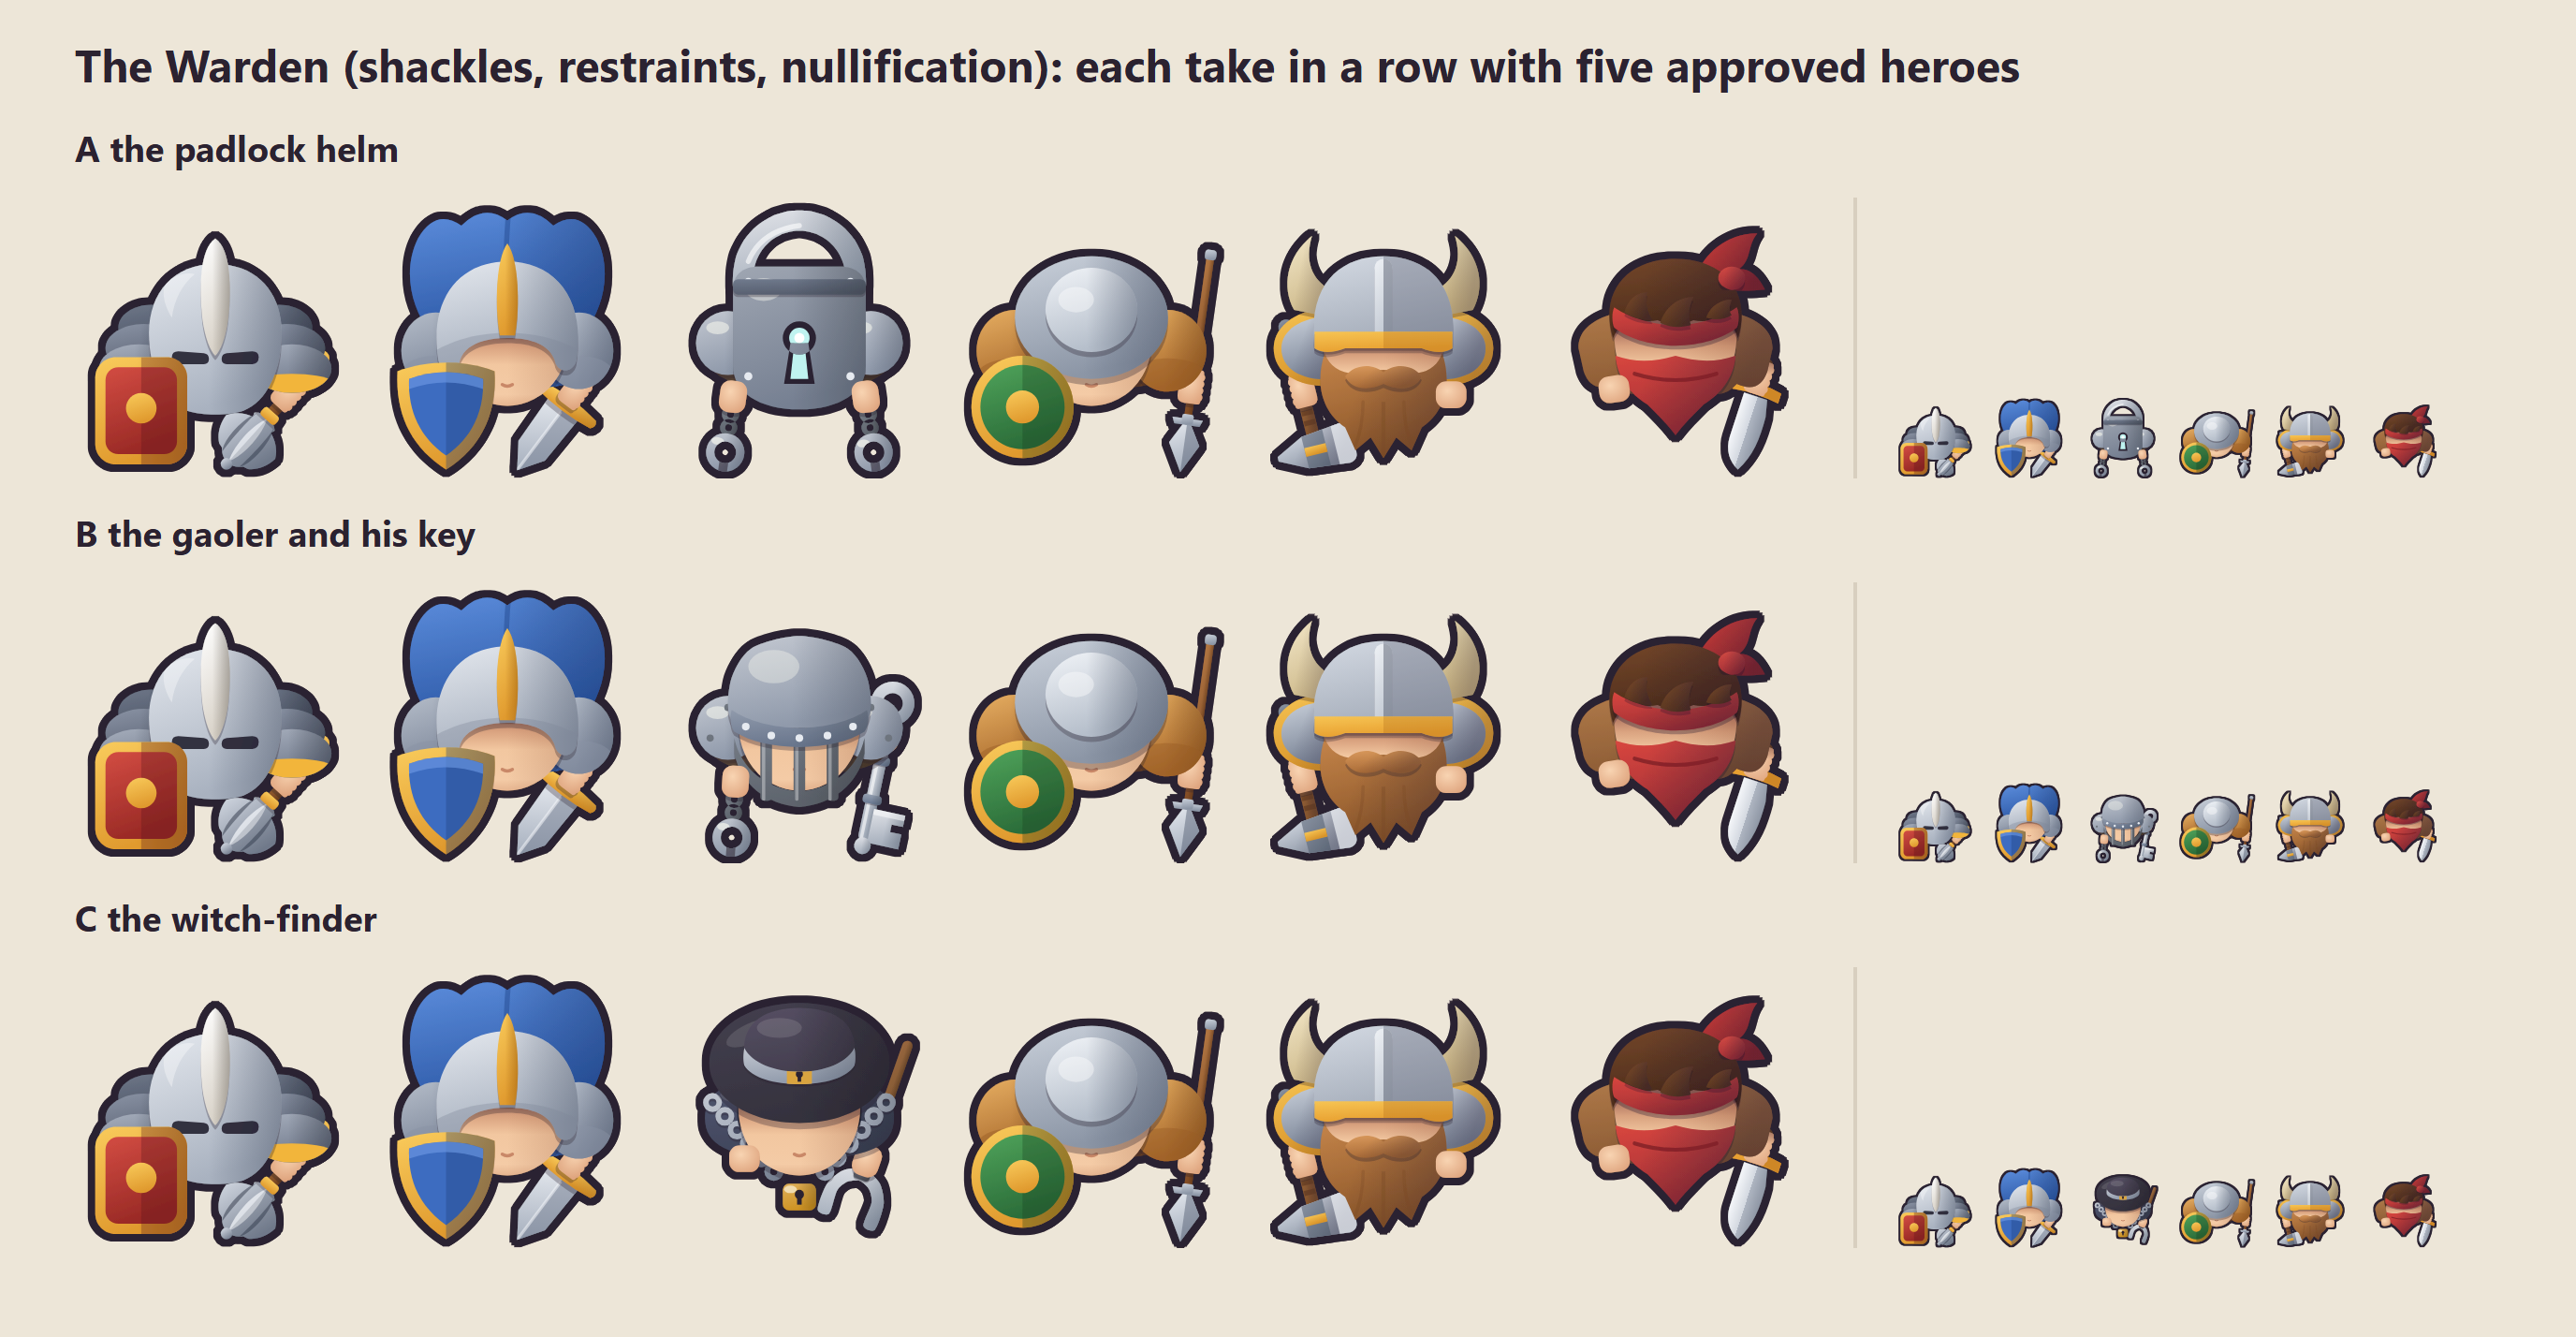 The Warden (shackles, restraints, nullification): each take in a row with five approved heroes
A the padlock helm
B the gaoler and his key
C the witch-finder